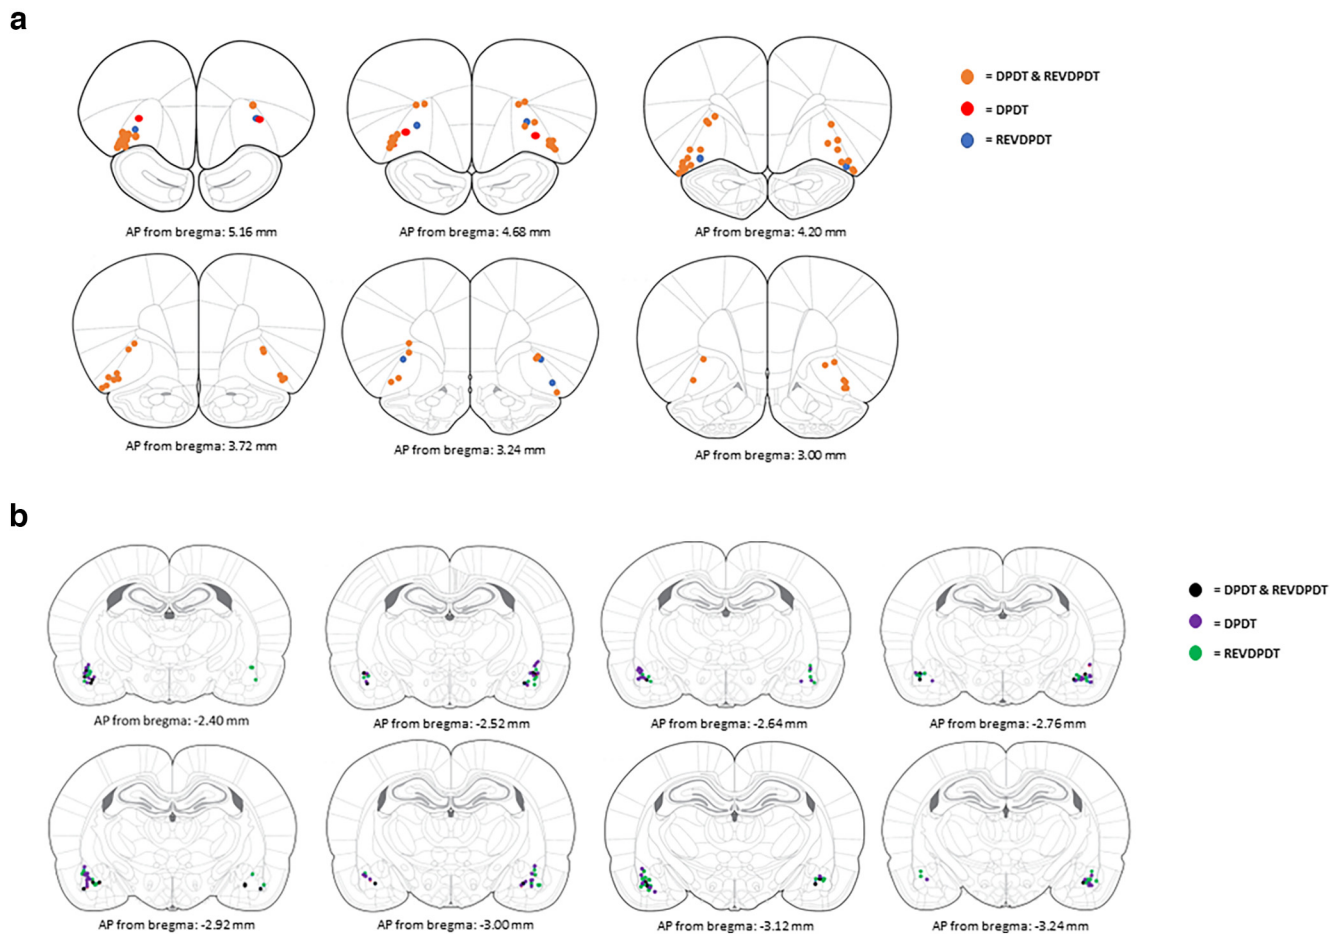 a
= DPDT & REVDPDT
= DPDT
= REVDPDT
AP from bregma: 5.16 mm
AP from bregma: 4.68 mm
AP from bregma: 4.20 mm
AP from bregma: 3.72 mm
AP from bregma: 3.24 mm
AP from bregma: 3.00 mm
b
= DPDT & REVDPDT
= DPDT
= REVDPDT
AP from bregma: -2.40 mm
AP from bregma: -2.52 mm
AP from bregma: -2.64 mm
AP from bregma: -2.76 mm
AP from bregma: -2.92 mm
AP from bregma: -3.00 mm
AP from bregma: -3.12 mm
AP from bregma: -3.24 mm